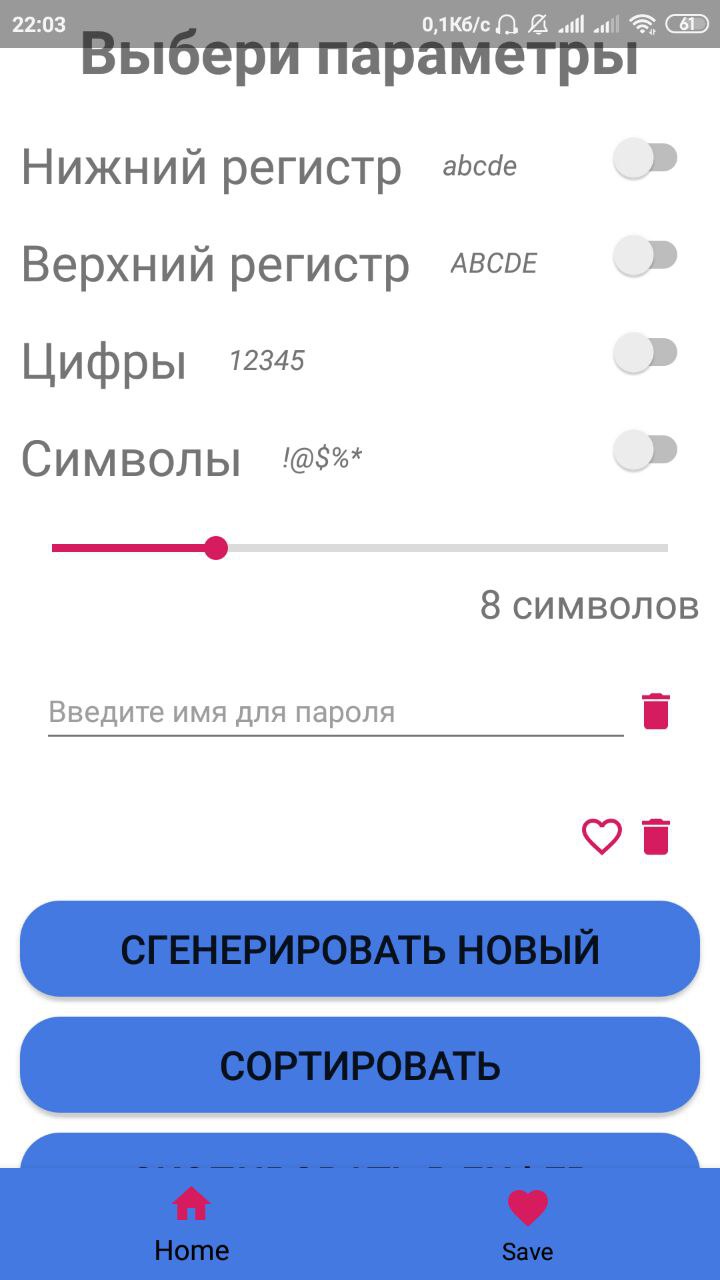 22:03 0,1Кб/с 61
Выбери параметры
Нижний регистр abcde
Верхний регистр ABCDE
Цифры 12345
Символы !@$%*
8 символов
Введите имя для пароля
СГЕНЕРИРОВАТЬ НОВЫЙ
СОРТИРОВАТЬ
Home Save